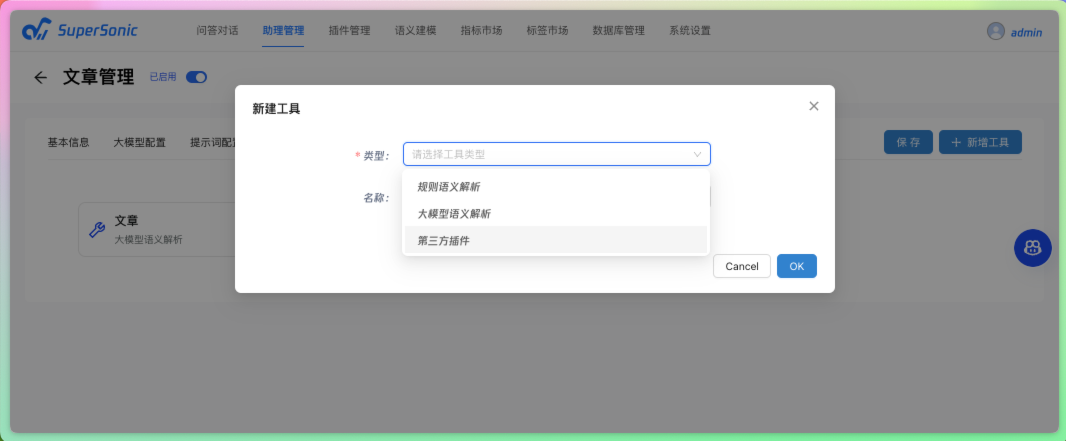 SuperSonic 问答对话 助理管理 插件管理 语义建模 指标市场 标签市场 数据库管理 系统设置 admin
文章管理 已启用
新建工具
基本信息 大模型配置 提示词配 保 存 新增工具
* 类型： 请选择工具类型
名称：
规则语义解析
大模型语义解析
第三方插件
文章
大模型语义解析
Cancel OK